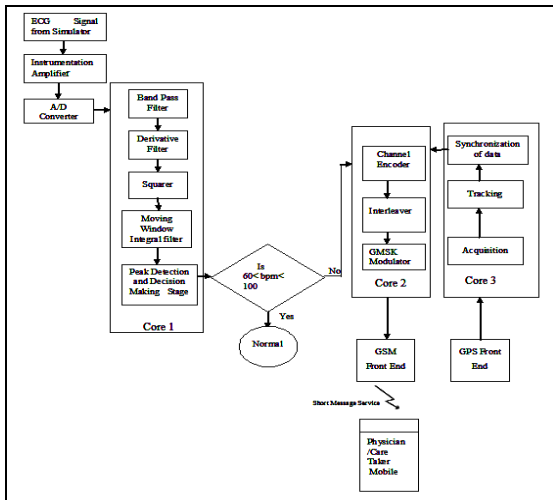 ECG Signal
from Simulator
Instrumentation
Amplifier
A/D
Converter
Band Pass
Filter
Derivative
Filter
Squarer
Moving
Window
Integral filter
Peak Detection
and Decision
Making Stage
Core 1
Is
60<bpm<
100
No
Yes
Normal
Channel
Encoder
Interleaver
GMSK
Modulator
Core 2
Synchronization
of data
Tracking
Acquisition
Core 3
GSM
Front End
GPS Front
End
Short Message Service
Physician
/Care
Taker
Mobile